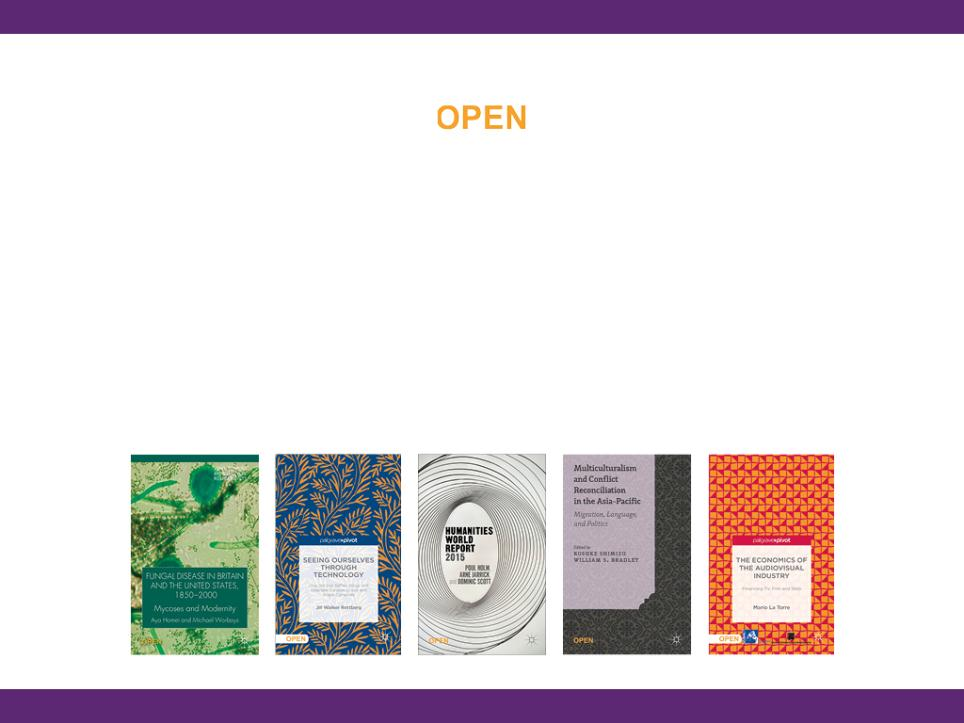 OPEN
FUNGAL DISEASE IN BRITAIN
AND THE UNITED STATES,
1850–2000
Mycoses and Modernity
Aya Homei and Michael Worboys
OPEN
palgrave►pivot
SEEING OURSELVES
THROUGH
TECHNOLOGY
Jill Walker Rettberg
OPEN
HUMANITIES
WORLD
REPORT
2015
POUL HOLM
ARNE JARRICK
AND DOMINIC SCOTT
OPEN
Multiculturalism
and Conflict
Reconciliation
in the Asia-Pacific
Migration, Language,
and Politics
Edited by
KOSUKE SHIMIZU
WILLIAM S. BRADLEY
OPEN
palgrave►pivot
THE ECONOMICS OF
THE AUDIOVISUAL
INDUSTRY
Financing TV, Film and Web
Mario La Torre
OPEN